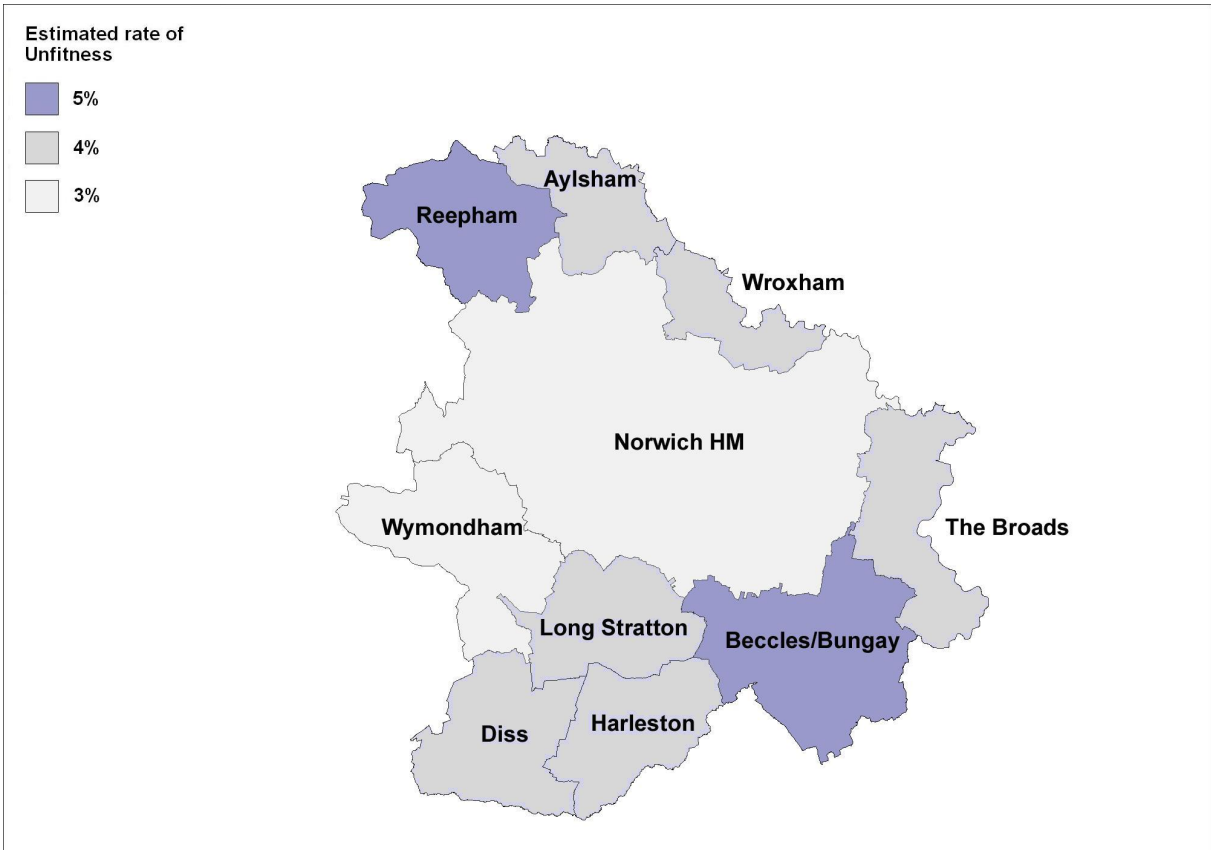 Estimated rate of
Unfitness
5%
4%
3%
Aylsham
Reepham
Wroxham
Norwich HM
Wymondham
The Broads
Long Stratton
Beccles/Bungay
Harleston
Diss